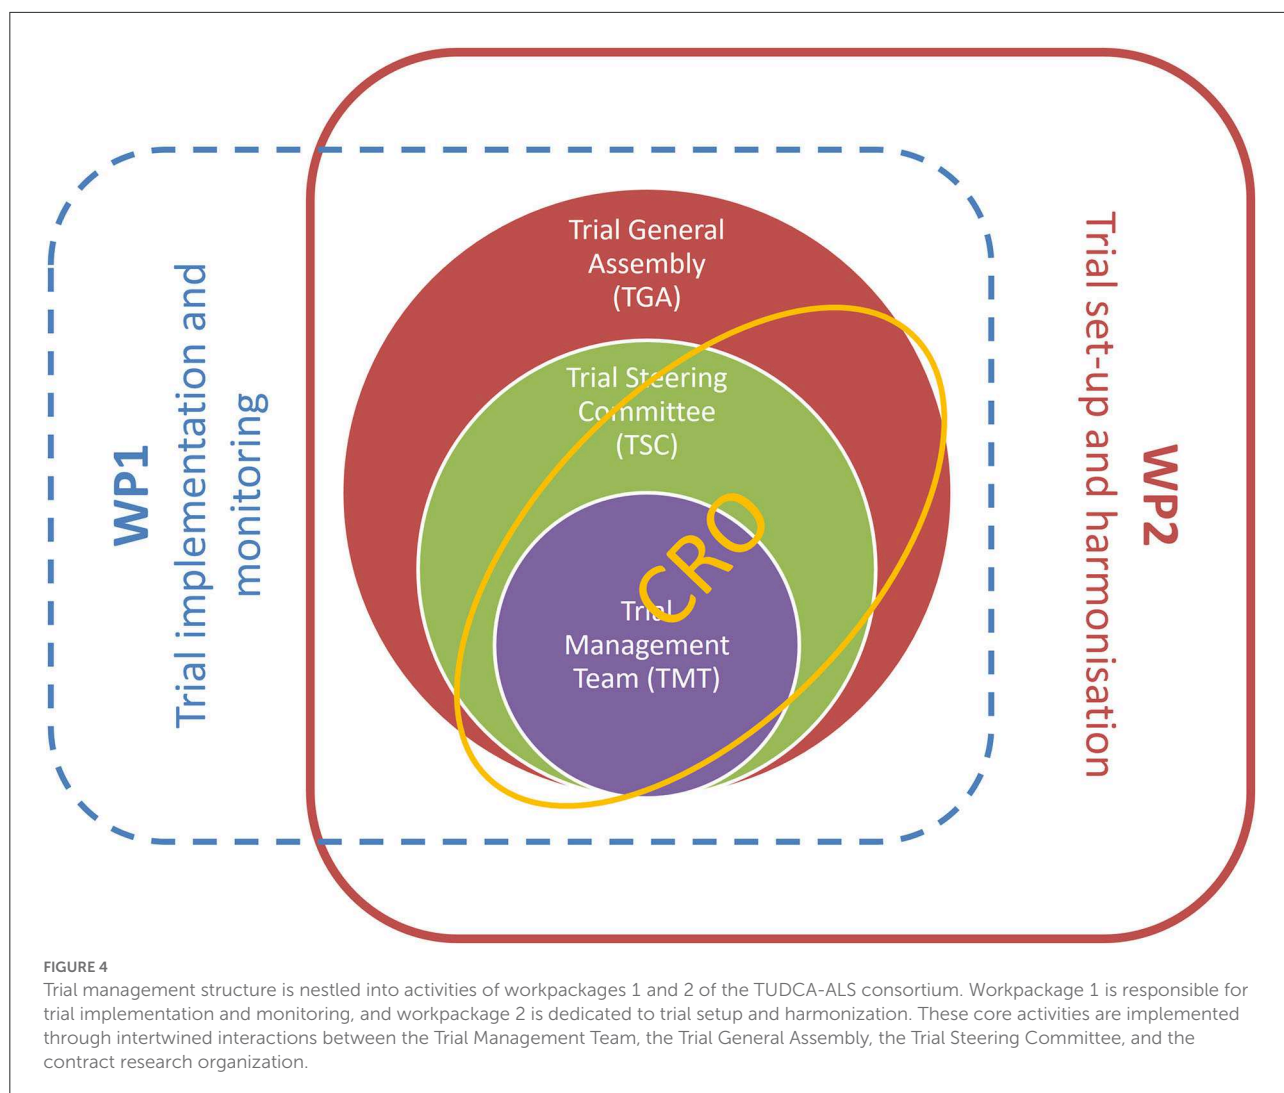 WP1
Trial implementation and
monitoring
Trial General
Assembly
(TGA)
Trial Steering
Committee
(TSC)
CRO
Trial
Management
Team (TMT)
WP2
Trial set-up and harmonisation
FIGURE 4
Trial management structure is nestled into activities of workpackages 1 and 2 of the TUDCA-ALS consortium. Workpackage 1 is responsible for
trial implementation and monitoring, and workpackage 2 is dedicated to trial setup and harmonization. These core activities are implemented
through intertwined interactions between the Trial Management Team, the Trial General Assembly, the Trial Steering Committee, and the
contract research organization.